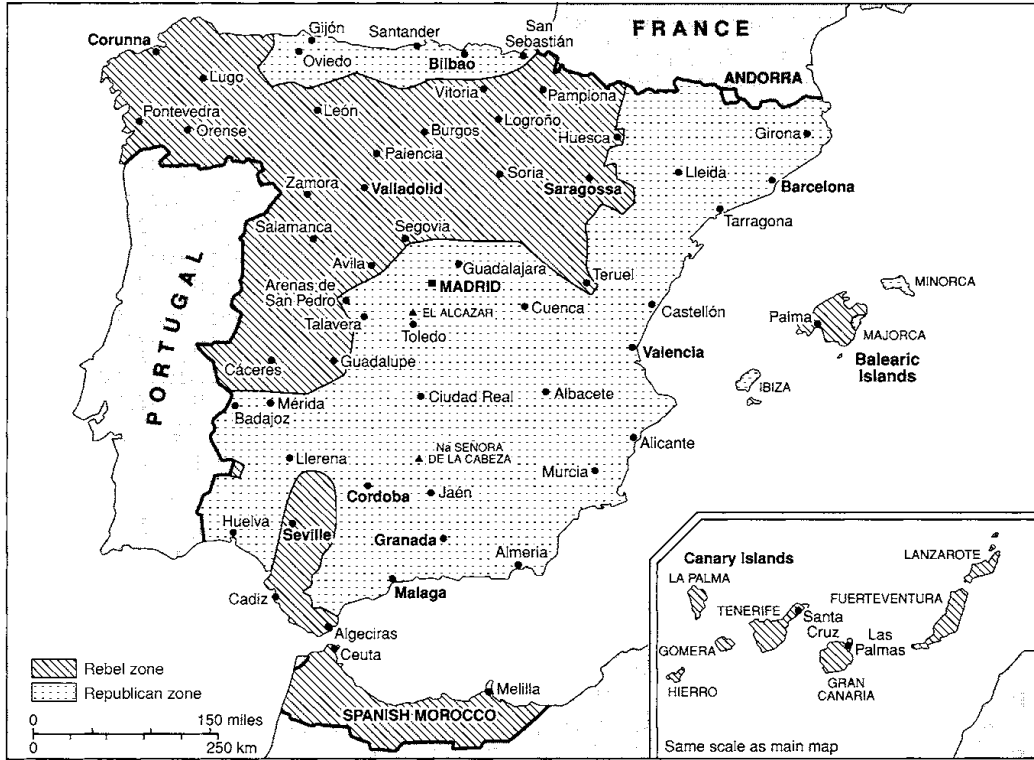 Gijón
Santander
San
Sebastián
FRANCE
Corunna
Oviedo
Bilbao
ANDORRA
Lugo
Vitoria
Pamplona
Pontevedra
León
Logroño
Girona
Orense
Burgos
Huesca
Palencia
Soria
Lleida
Zamora
Valladolid
Saragossa
Barcelona
Tarragona
Salamanca
Segovia
Avila
Guadalajara
Teruel
MADRID
Arenas de
San Pedro
EL ALCAZAR
Cuenca
Castellón
MINORCA
Talavera
Toledo
Palma
MAJORCA
PORTUGAL
Valencia
Balearic
Islands
Cáceres
Guadalupe
IBIZA
Mérida
Badajoz
Ciudad Real
Albacete
Alicante
Llerena
Na SEÑORA
DE LA CABEZA
Murcia
Cordoba
Jaén
Huelva
Seville
Granada
Almeria
Malaga
Cadiz
Algeciras
Ceuta
Melilla
SPANISH MOROCCO
Rebel zone
Republican zone
0 150 miles
0 250 km
Canary Islands
LANZAROTE
LA PALMA
FUERTEVENTURA
TENERIFE
Santa
Cruz
Las
Palmas
GOMERA
HIERRO
GRAN
CANARIA
Same scale as main map